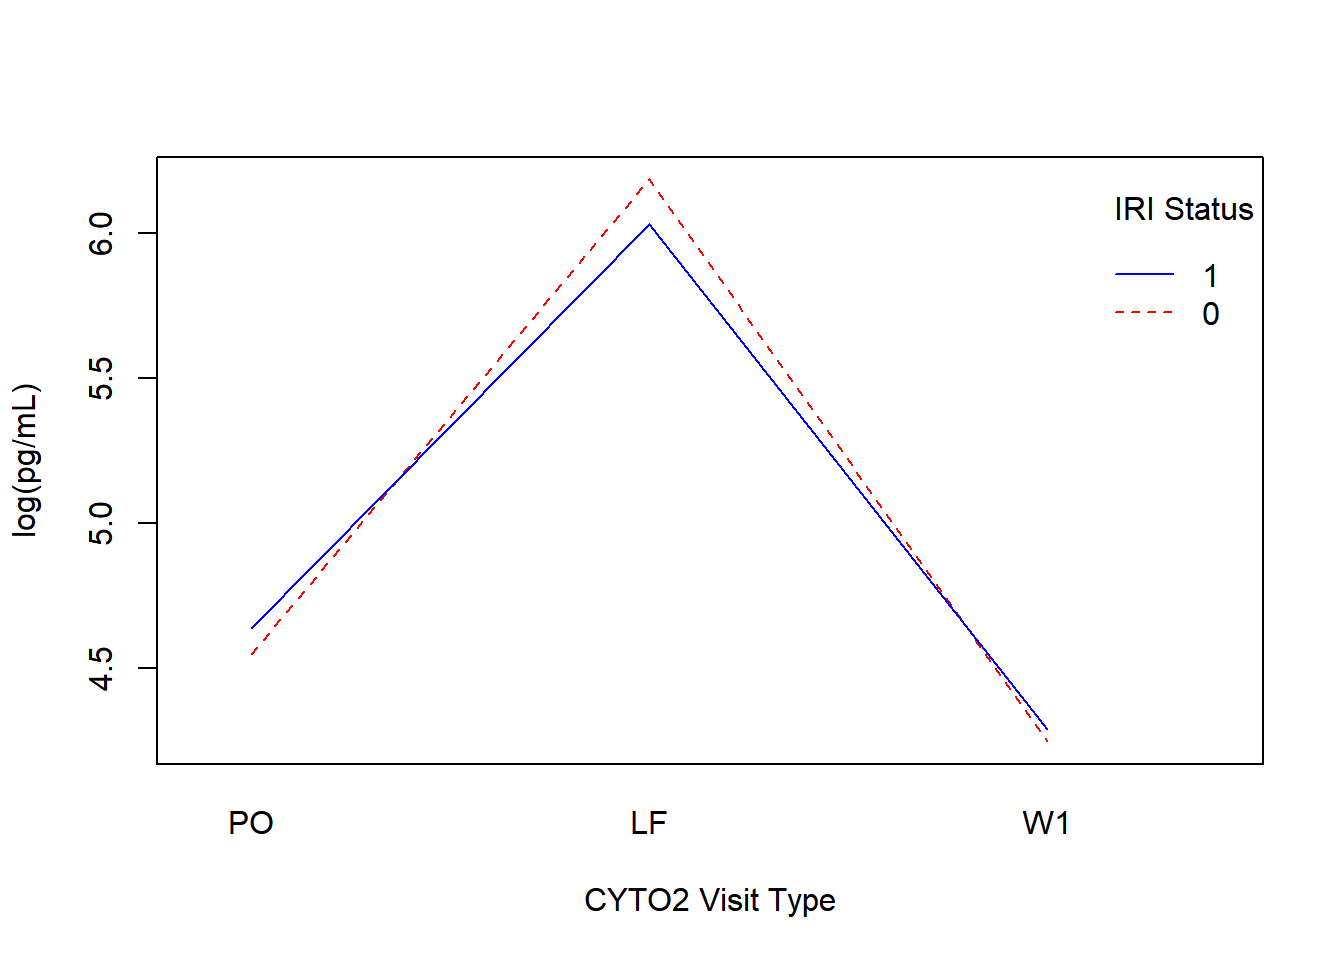 IRI Status
1
0
log(pg/mL)
6.0
5.5
5.0
4.5
PO
LF
W1
CYTO2 Visit Type